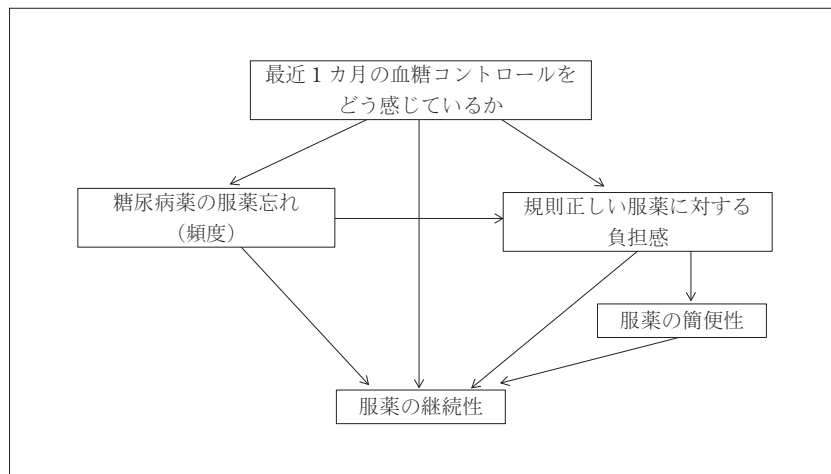 最近１カ月の血糖コントロールを
どう感じているか
糖尿病薬の服薬忘れ
（頻度）
規則正しい服薬に対する
負担感
服薬の簡便性
服薬の継続性